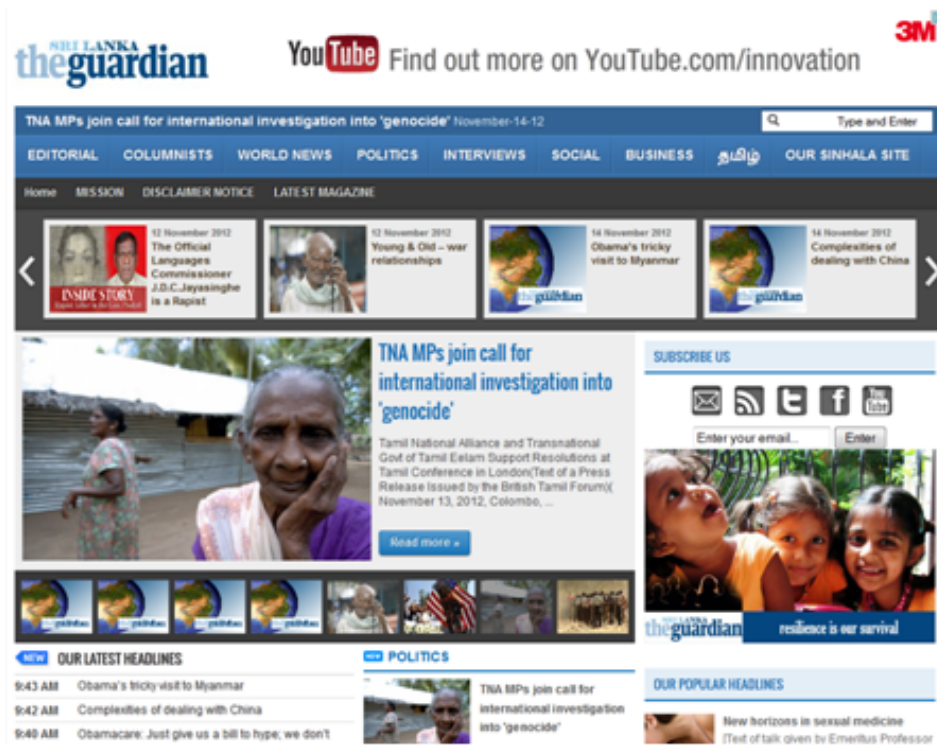 SRI LANKA
theguardian
YouTube Find out more on YouTube.com/innovation
3M
TNA MPs join call for international investigation into 'genocide' November-14-12
Type and Enter
EDITORIAL COLUMNISTS WORLD NEWS POLITICS INTERVIEWS SOCIAL BUSINESS தமிழ் OUR SINHALA SITE
Home MISSION DISCLAIMER NOTICE LATEST MAGAZINE
12 November 2012
The Official
Languages
Commissioner
J.D.C.Jayasinghe
is a Rapist
INSIDE STORY
12 November 2012
Young & Old – war
relationships
14 November 2012
Obama's tricky
visit to Myanmar
the guardian
14 November 2012
Complexities of
dealing with China
the guardian
TNA MPs join call for
international investigation into
'genocide'
Tamil National Alliance and Transnational
Govt of Tamil Eelam Support Resolutions at
Tamil Conference in London(Text of a Press
Release Issued by the British Tamil Forum)(
November 13, 2012, Colombo, ...
Read more »
SUBSCRIBE US
You
Tube
Enter your email... Enter
SRI LANKA
theguardian
resilience is our survival
NEW OUR LATEST HEADLINES
9:43 AM Obama's tricky visit to Myanmar
9:42 AM Complexities of dealing with China
9:40 AM Obamacare: Just give us a bill to hype; we don't
NEW POLITICS
TNA MPs join call for
international investigation
into 'genocide'
OUR POPULAR HEADLINES
New horizons in sexual medicine
[Text of talk given by Emeritus Professor